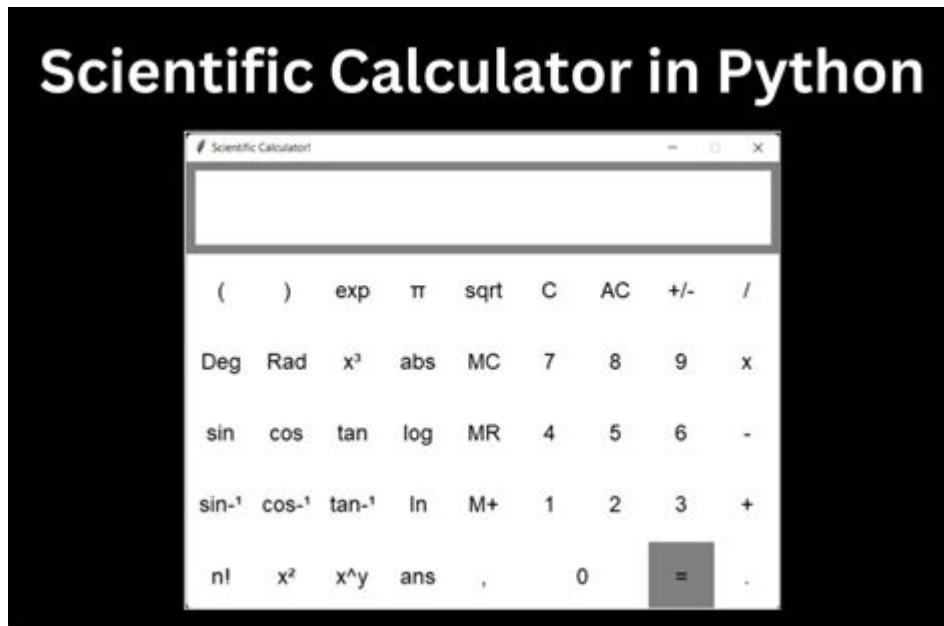 Scientific Calculator in Python
Scientific Calculator!
( ) exp π sqrt C AC +/- /
Deg Rad x³ abs MC 7 8 9 x
sin cos tan log MR 4 5 6 -
sin-¹ cos-¹ tan-¹ ln M+ 1 2 3 +
n! x² x^y ans , 0 = .